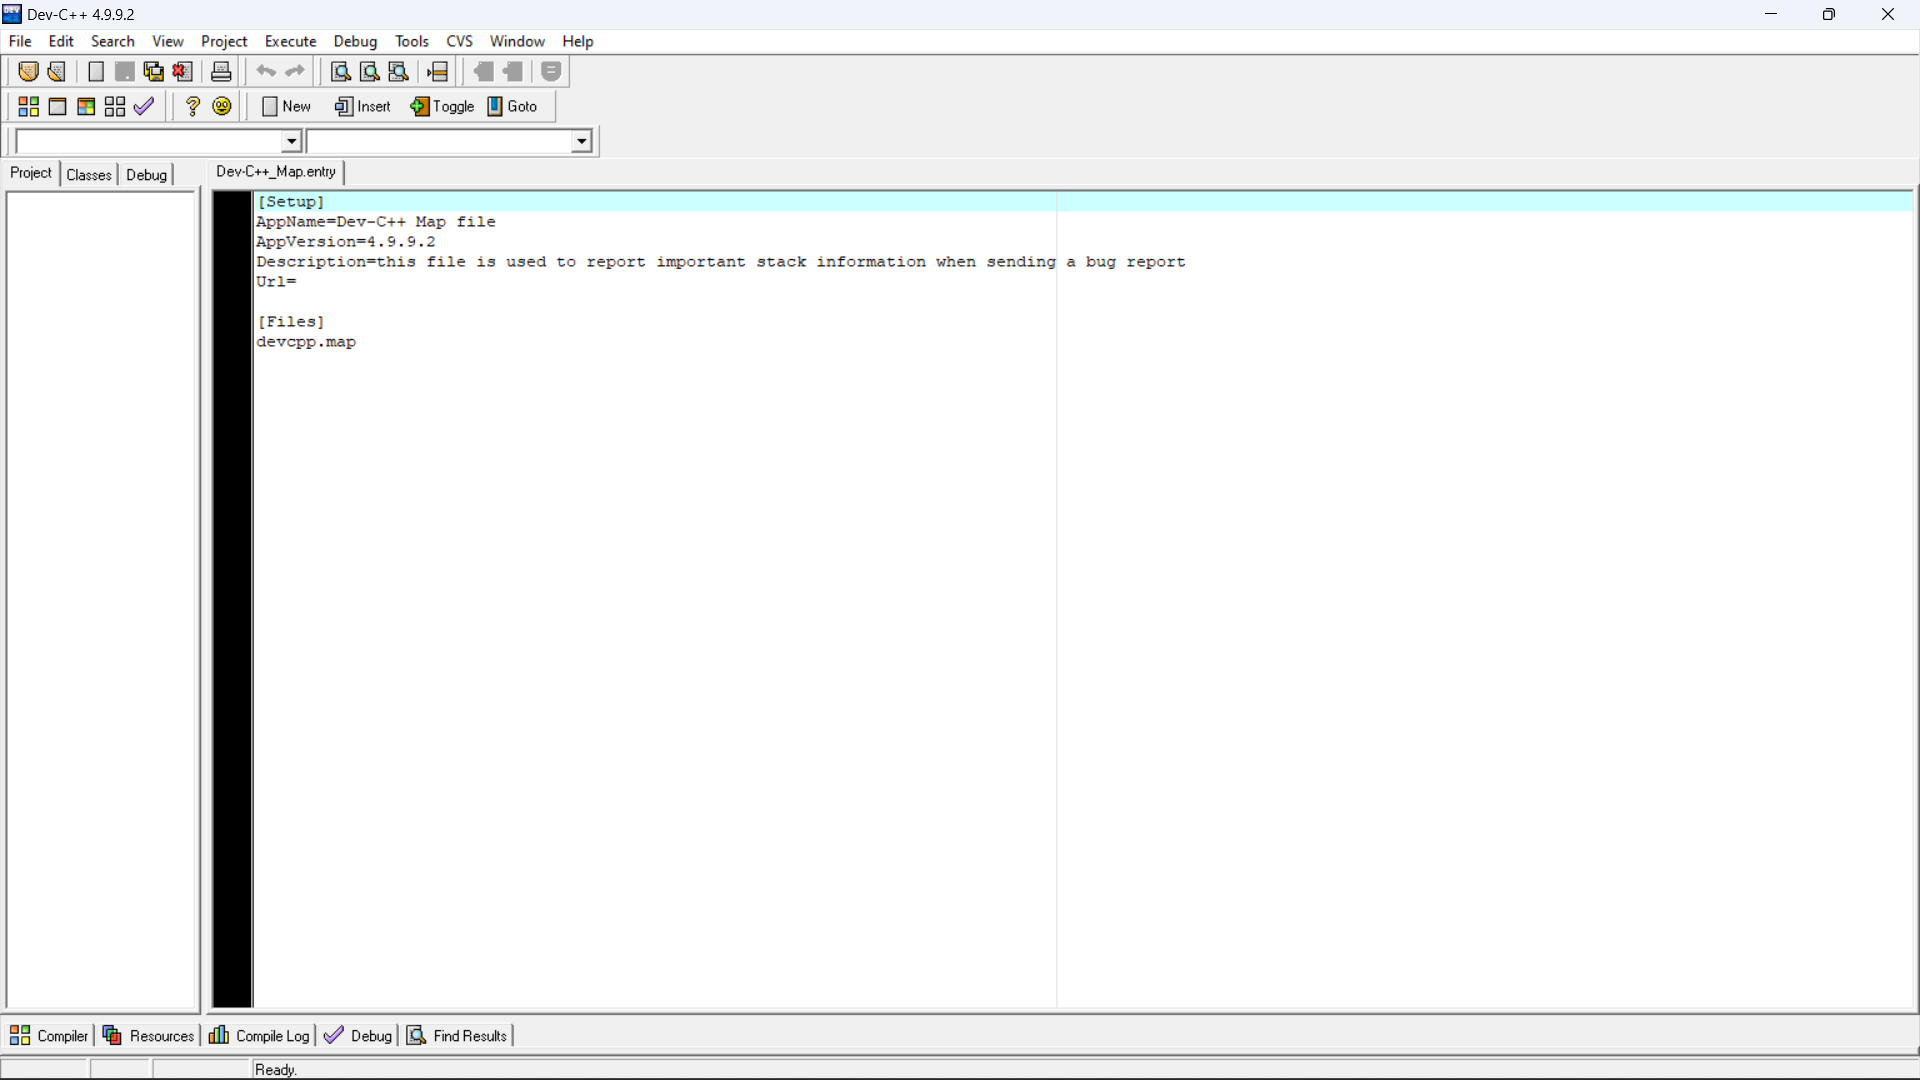 Dev-C++ 4.9.9.2
File Edit Search View Project Execute Debug Tools CVS Window Help
New Insert Toggle Goto
Project Classes Debug
Dev-C++_Map.entry
[Setup]
AppName=Dev-C++ Map file
AppVersion=4.9.9.2
Description=this file is used to report important stack information when sending a bug report
Url=
[Files]
devcpp.map
Compiler Resources Compile Log Debug Find Results
Ready.